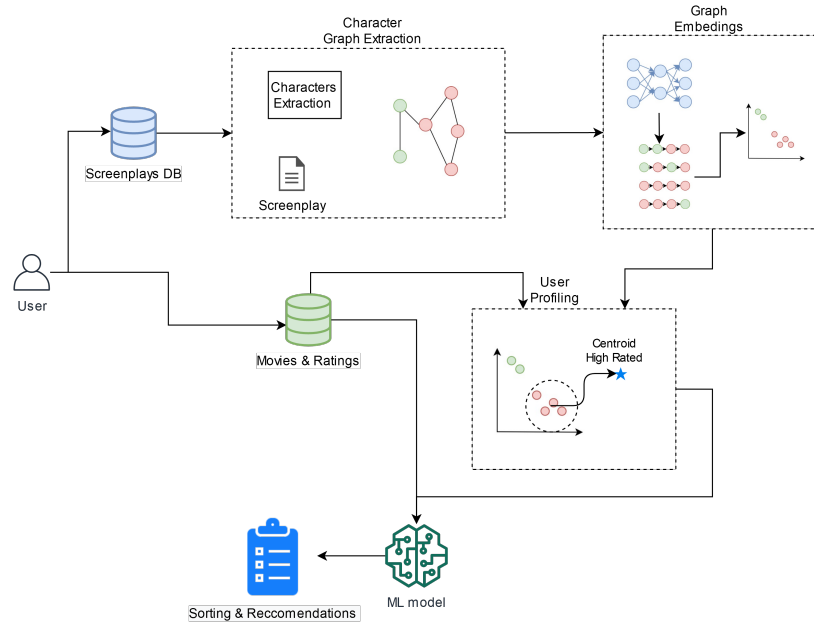 Character
Graph Extraction
Graph
Embedings
Characters
Extraction
Screenplays DB
Screenplay
User
User
Profiling
Movies & Ratings
Centroid
High Rated
ML model
Sorting & Reccomendations